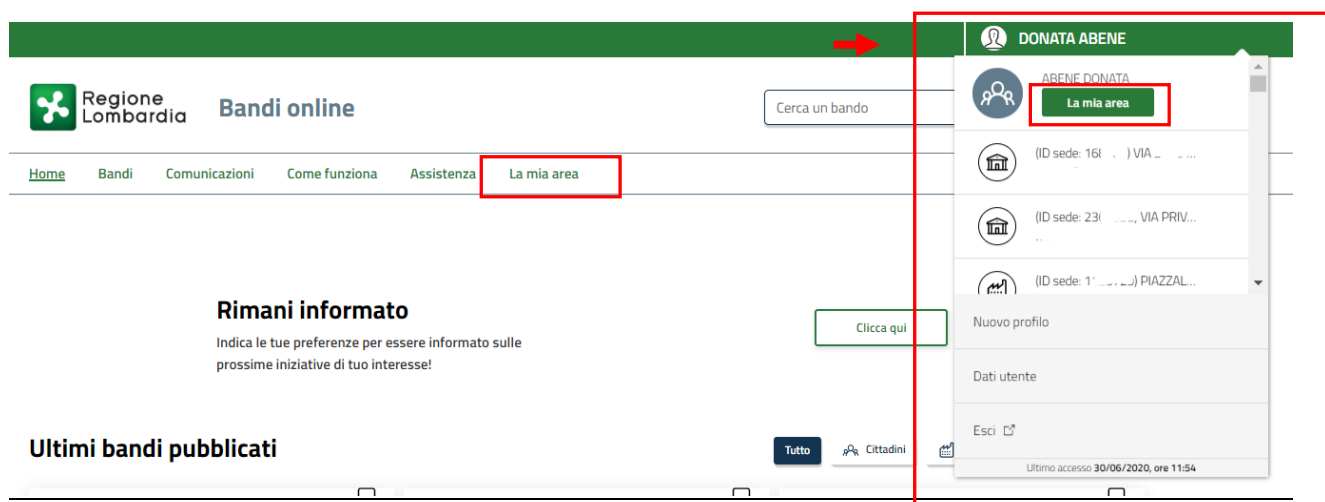 DONATA ABENE
Regione
Lombardia
Bandi online
Cerca un bando
ABENE DONATA
La mia area
(ID sede: 168 ) VIA ...
(ID sede: 23 , VIA PRIV...
(ID sede: 1 ) PIAZZAL...
Nuovo profilo
Dati utente
Esci
Ultimo accesso 30/06/2020, ore 11:54
Home Bandi Comunicazioni Come funziona Assistenza La mia area
Rimani informato
Indica le tue preferenze per essere informato sulle
prossime iniziative di tuo interesse!
Clicca qui
Ultimi bandi pubblicati
Tutto Cittadini